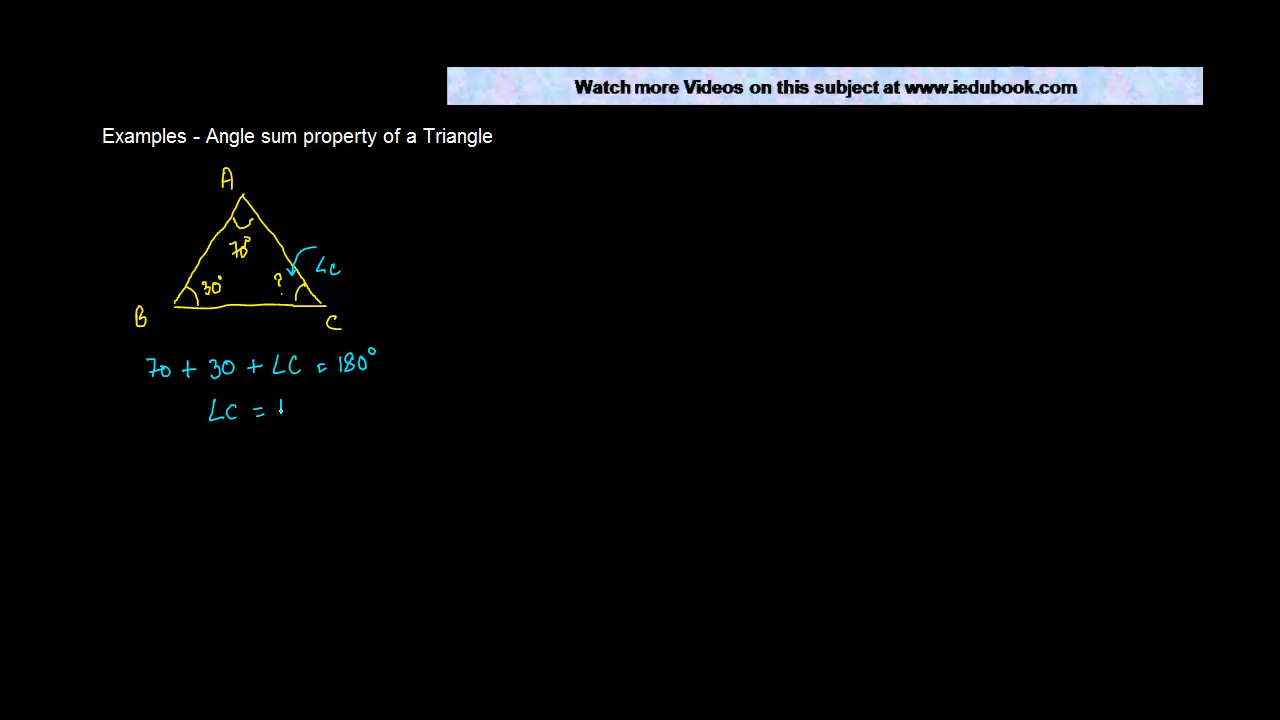 Watch more Videos on this subject at www.iedubook.com
Examples - Angle sum property of a Triangle
A
70°
∠C
30°
?
B
C
70 + 30 + ∠C = 180°
∠C = 1